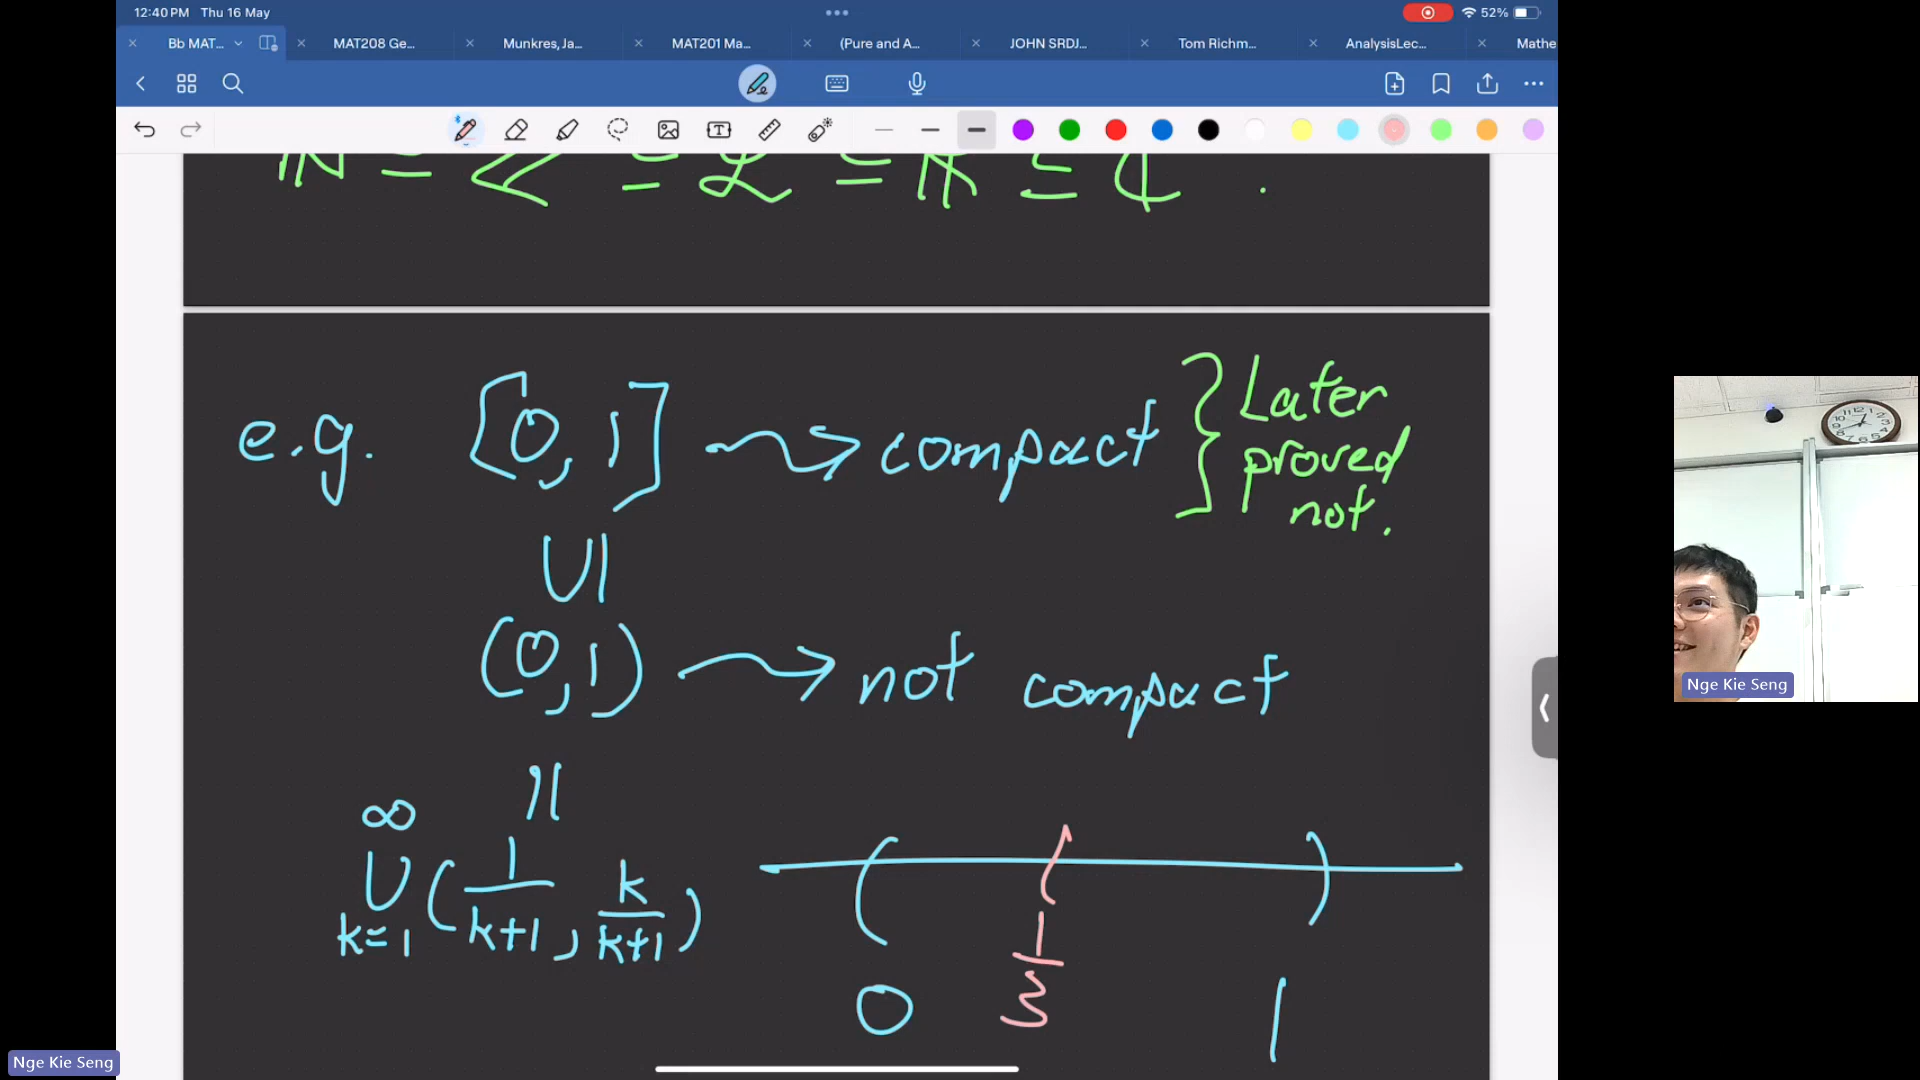 12:40 PM Thu 16 May
52%
Bb MAT... MAT208 Ge... Munkres, Ja... MAT201 Ma... (Pure and A... JOHN SRDJ... Tom Richm... AnalysisLec... Mathe
ℕ ⊆ ℤ ⊆ ℚ ⊆ ℝ ⊆ ℂ .
e.g. [0, 1] ⇝ compact } Later proved not.
∪|
(0, 1) ⇝ not compact
||
∞ ∪ k=1 (1/k+1, k/k+1)
( ( )
0 1/3 1
Nge Kie Seng
Nge Kie Seng